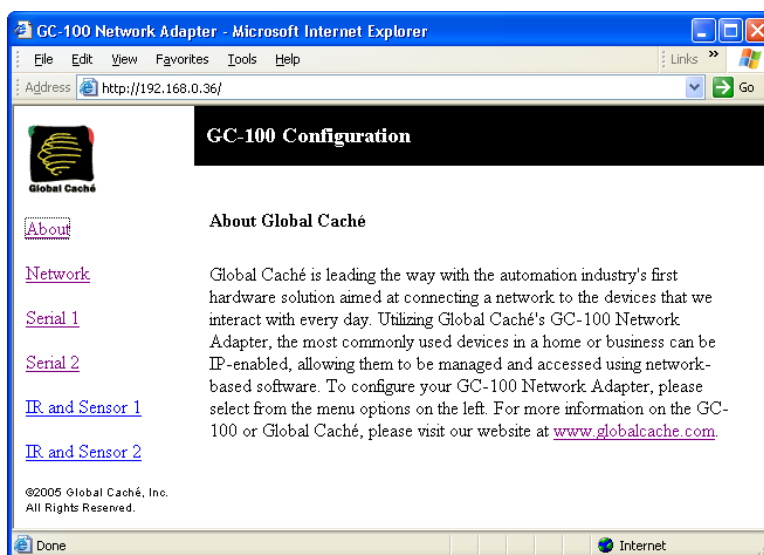 GC-100 Network Adapter - Microsoft Internet Explorer
File Edit View Favorites Tools Help Links »
Address http://192.168.0.36/ Go
Global Caché
GC-100 Configuration
About
Network
Serial 1
Serial 2
IR and Sensor 1
IR and Sensor 2
©2005 Global Caché, Inc.
All Rights Reserved.
About Global Caché
Global Caché is leading the way with the automation industry's first
hardware solution aimed at connecting a network to the devices that we
interact with every day. Utilizing Global Caché's GC-100 Network
Adapter, the most commonly used devices in a home or business can be
IP-enabled, allowing them to be managed and accessed using network-
based software. To configure your GC-100 Network Adapter, please
select from the menu options on the left. For more information on the GC-
100 or Global Caché, please visit our website at www.globalcache.com.
Done Internet